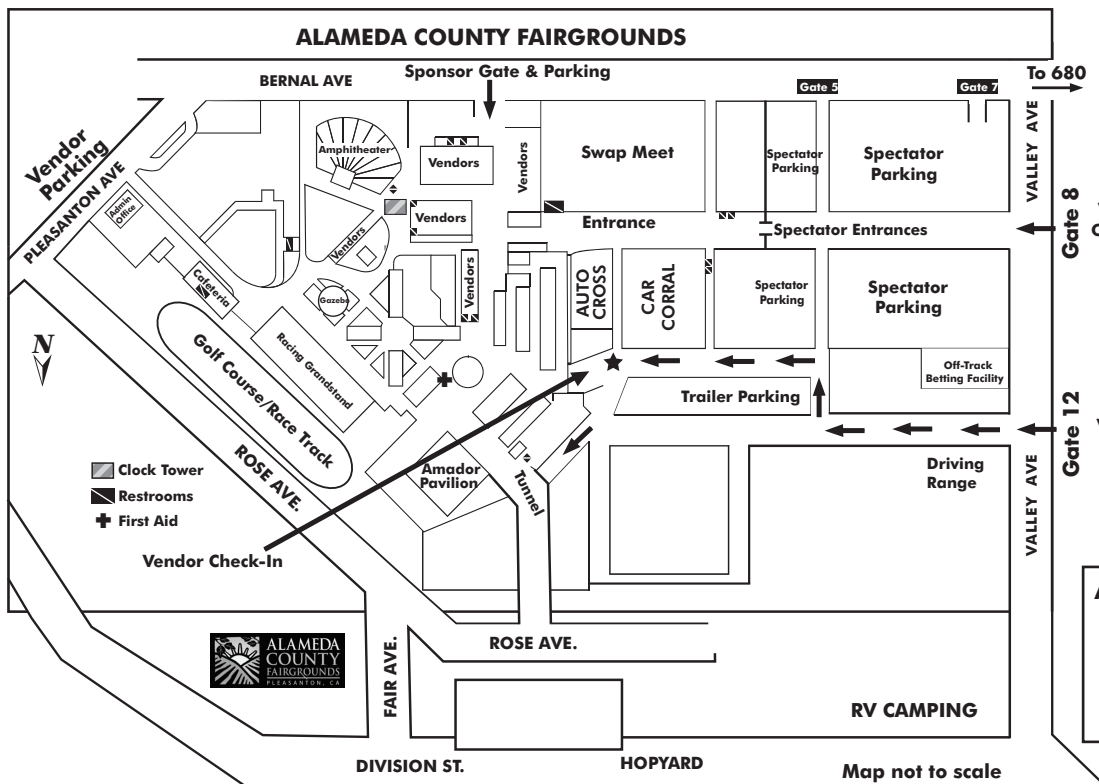 ALAMEDA COUNTY FAIRGROUNDS
BERNAL AVE
Sponsor Gate & Parking
To 680
Gate 5
Gate 7
Vendor
Parking
PLEASANTON AVE
VALLEY AVE
Amphitheater
Vendors
Vendors
Swap Meet
Spectator
Parking
Spectator
Parking
Admin
Office
Vendors
Vendors
Entrance
Spectator Entrances
Gate 8
Cafeteria
Gazebo
Vendors
AUTO
CROSS
CAR
CORRAL
Spectator
Parking
Spectator
Parking
N
Golf Course/Race Track
Racing Grandstand
Off-Track
Betting Facility
Trailer Parking
Gate 12
ROSE AVE.
Clock Tower
Restrooms
First Aid
Amador
Pavilion
Tunnel
Driving
Range
VALLEY AVE
Vendor Check-In
ALAMEDA
COUNTY
FAIRGROUNDS
PLEASANTON, CA
FAIR AVE.
ROSE AVE.
RV CAMPING
DIVISION ST.
HOPYARD
Map not to scale